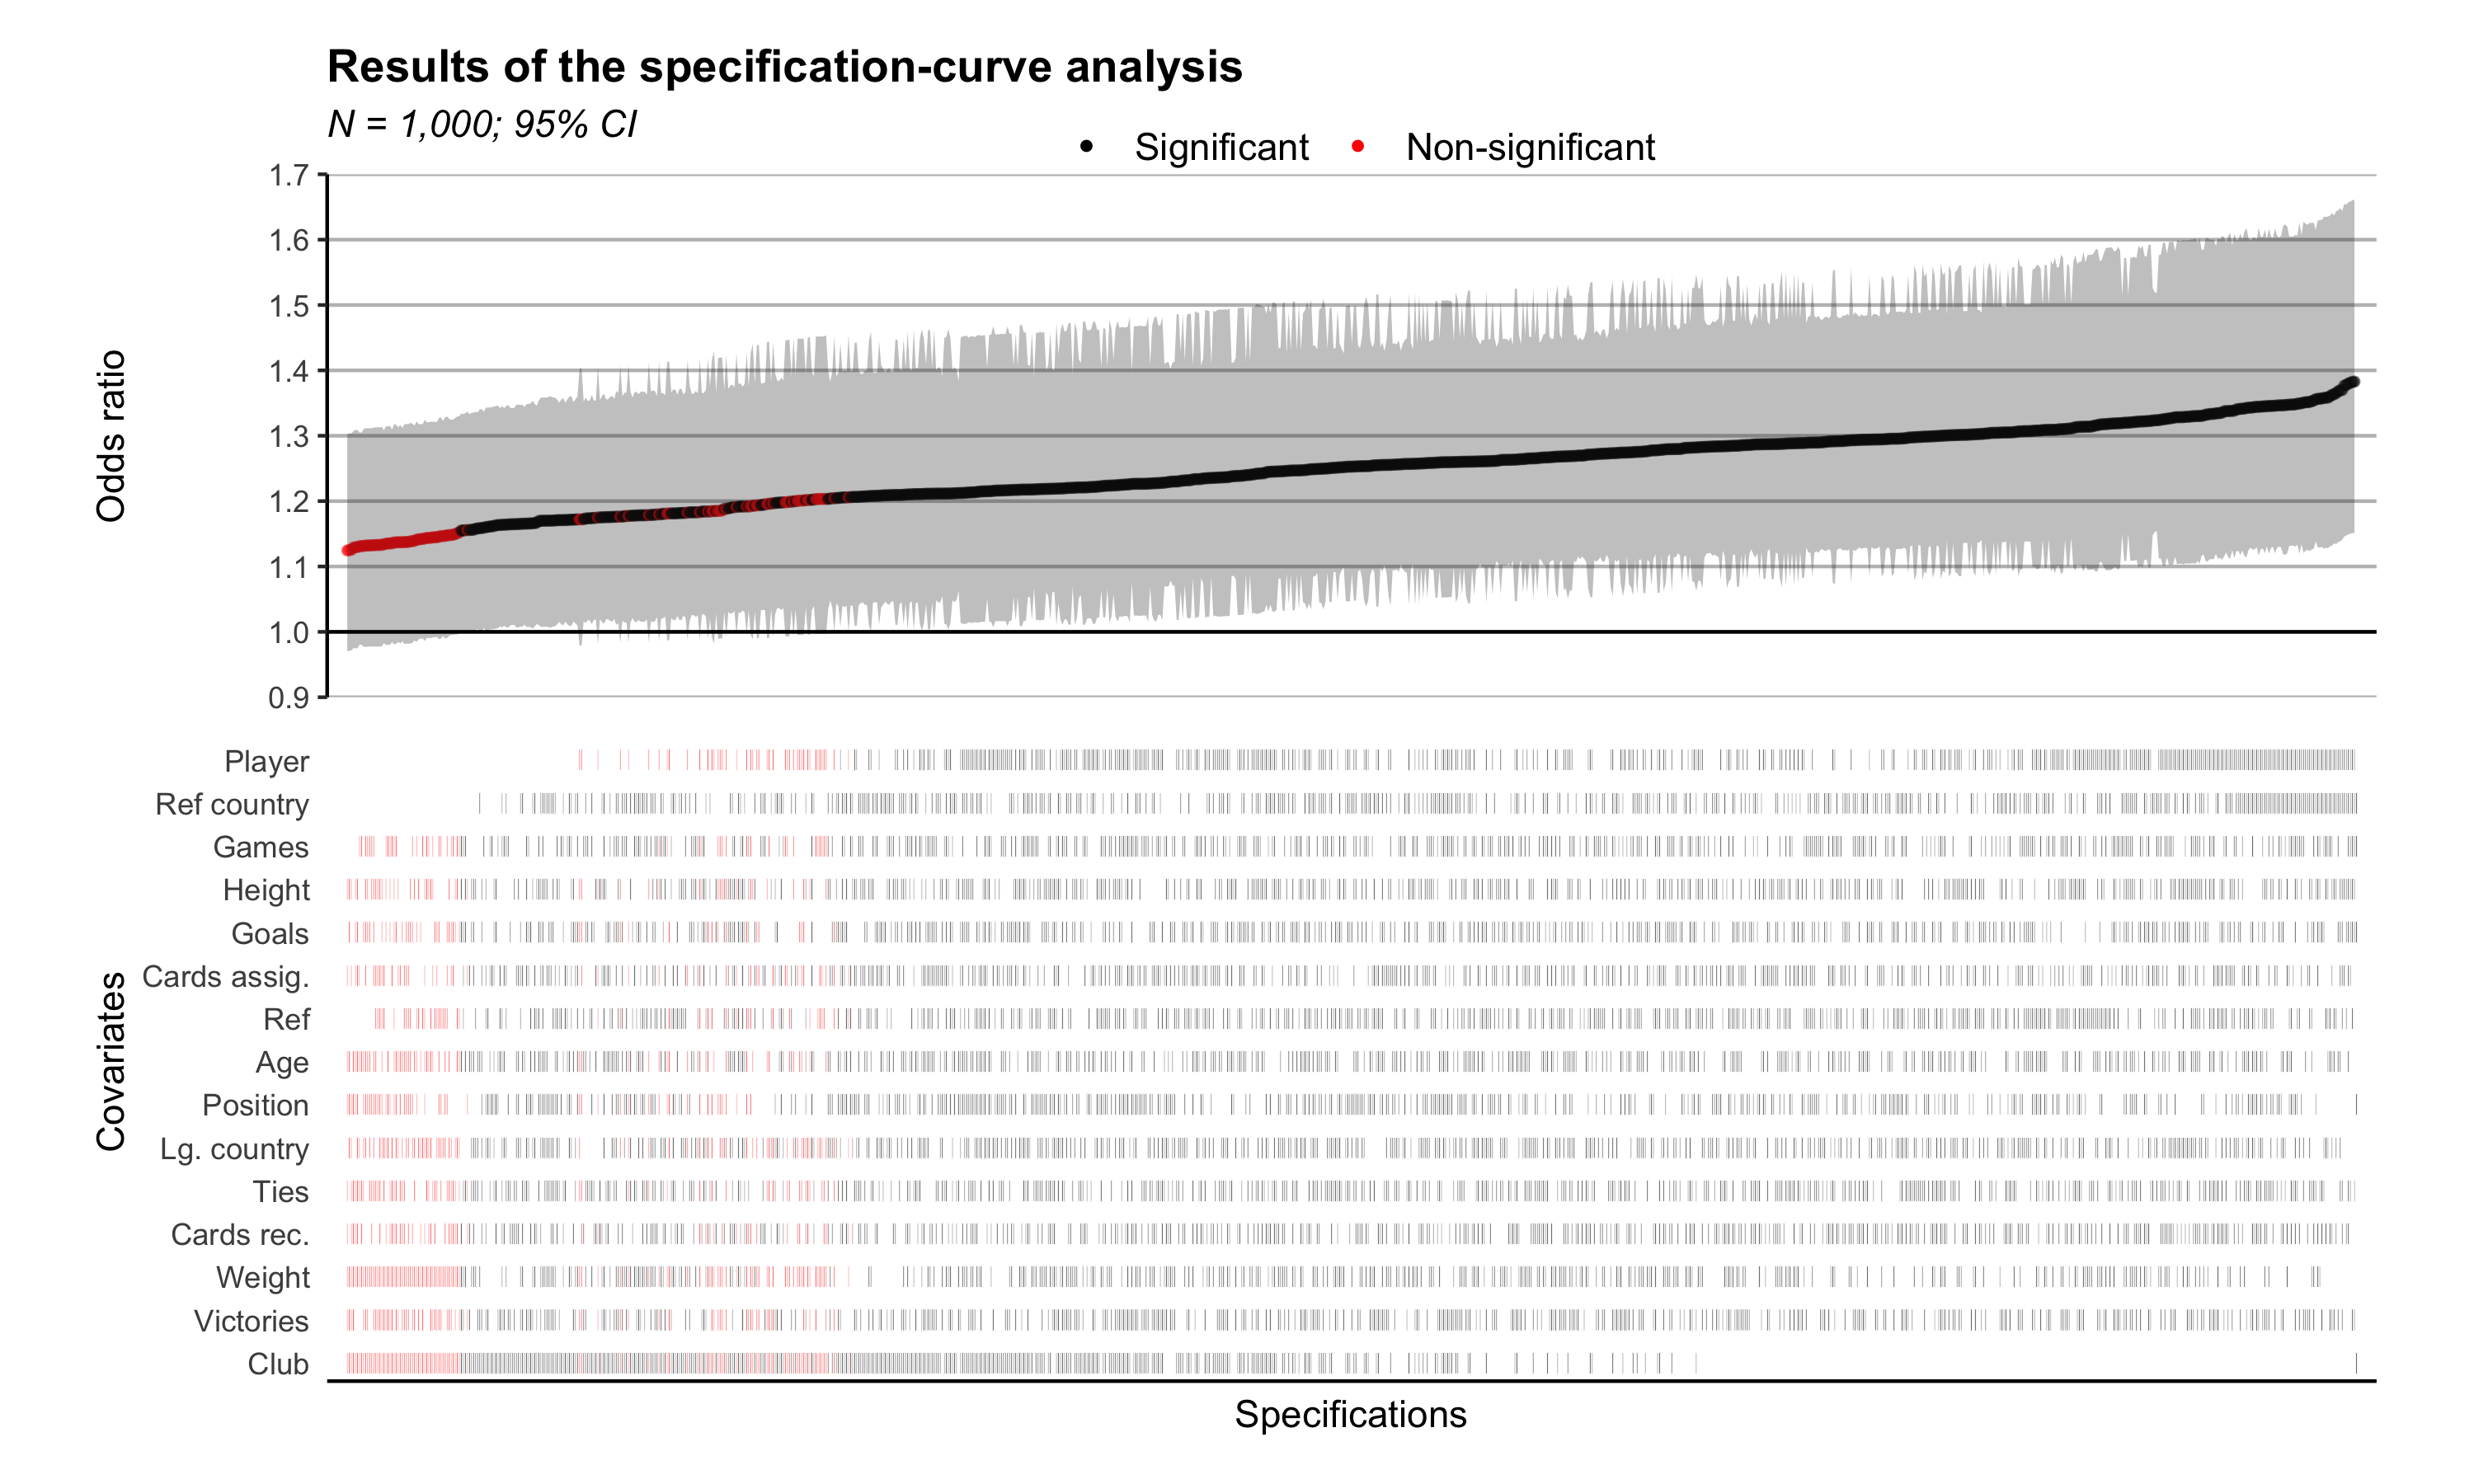 Results of the specification-curve analysis
N = 1,000; 95% CI
Significant Non-significant
1.7
1.6
1.5
1.4
1.3
1.2
1.1
1.0
0.9
Odds ratio
Player
Ref country
Games
Height
Goals
Cards assig.
Ref
Age
Position
Lg. country
Ties
Cards rec.
Weight
Victories
Club
Covariates
Specifications